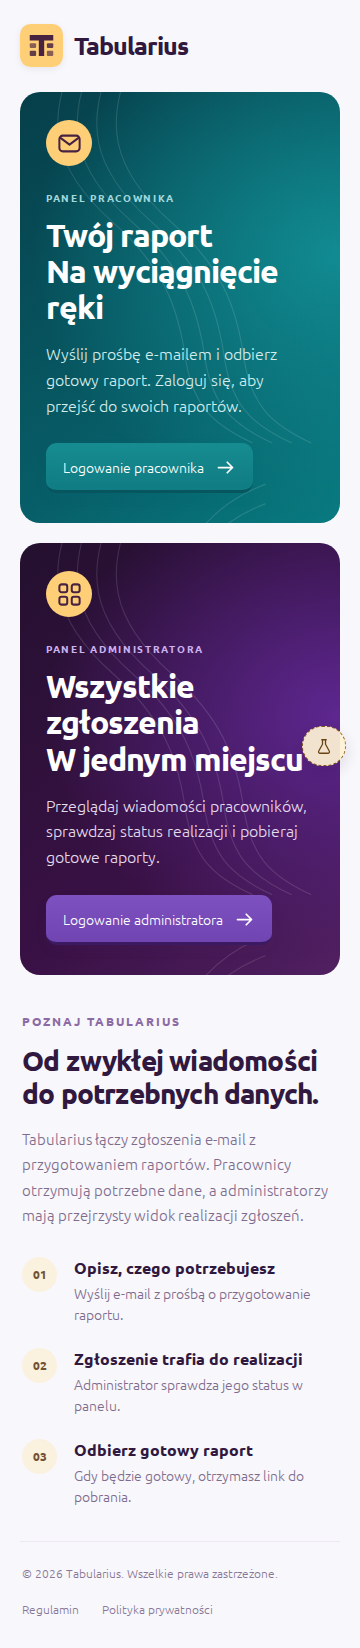 Tabularius
PANEL PRACOWNIKA
Twój raport
Na wyciągnięcie
ręki
Wyślij prośbę e-mailem i odbierz
gotowy raport. Zaloguj się, aby
przejść do swoich raportów.
Logowanie pracownika
PANEL ADMINISTRATORA
Wszystkie
zgłoszenia
W jednym miejscu
Przeglądaj wiadomości pracowników,
sprawdzaj status realizacji i pobieraj
gotowe raporty.
Logowanie administratora
POZNAJ TABULARIUS
Od zwykłej wiadomości
do potrzebnych danych.
Tabularius łączy zgłoszenia e-mail z
przygotowaniem raportów. Pracownicy
otrzymują potrzebne dane, a administratorzy
mają przejrzysty widok realizacji zgłoszeń.
01
Opisz, czego potrzebujesz
Wyślij e-mail z prośbą o przygotowanie
raportu.
02
Zgłoszenie trafia do realizacji
Administrator sprawdza jego status w
panelu.
03
Odbierz gotowy raport
Gdy będzie gotowy, otrzymasz link do
pobrania.
© 2026 Tabularius. Wszelkie prawa zastrzeżone.
Regulamin Polityka prywatności